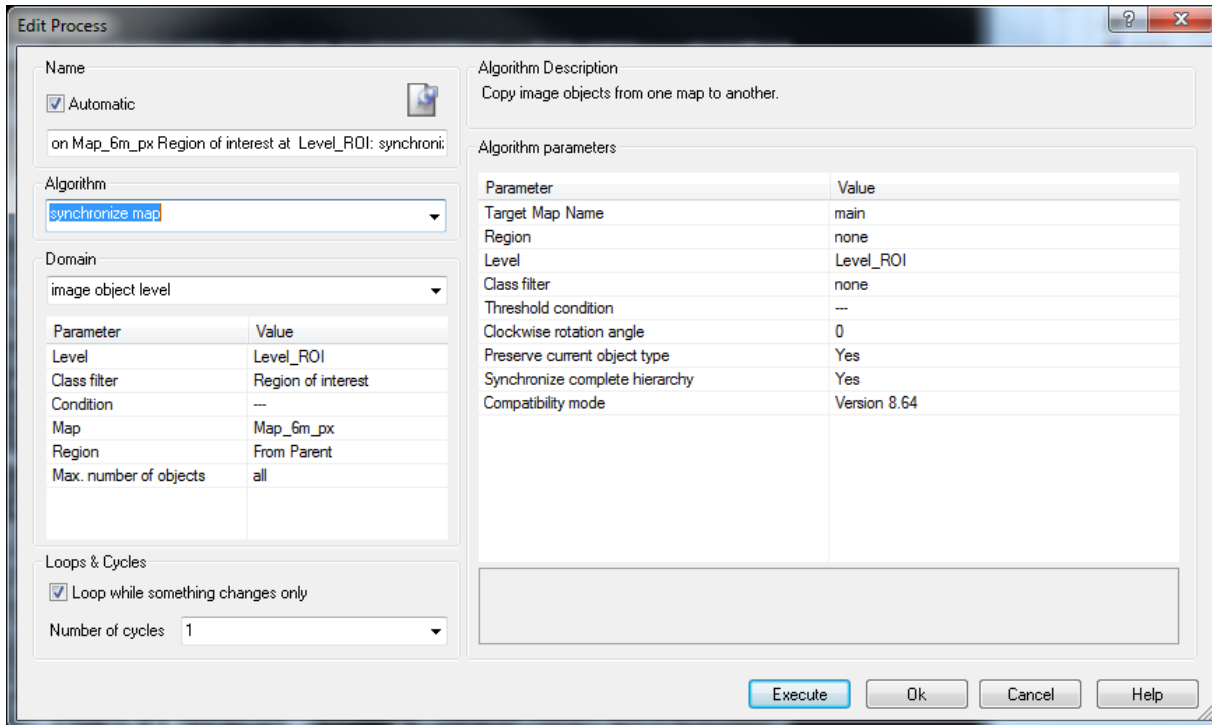 Edit Process
Name
Automatic
on Map_6m_px Region of interest at Level_ROI: synchroni
Algorithm
synchronize map
Domain
image object level
Parameter Value
Level Level_ROI
Class filter Region of interest
Condition ---
Map Map_6m_px
Region From Parent
Max. number of objects all
Loops & Cycles
Loop while something changes only
Number of cycles 1
Algorithm Description
Copy image objects from one map to another.
Algorithm parameters
Parameter Value
Target Map Name main
Region none
Level Level_ROI
Class filter none
Threshold condition ---
Clockwise rotation angle 0
Preserve current object type Yes
Synchronize complete hierarchy Yes
Compatibility mode Version 8.64
Execute Ok Cancel Help